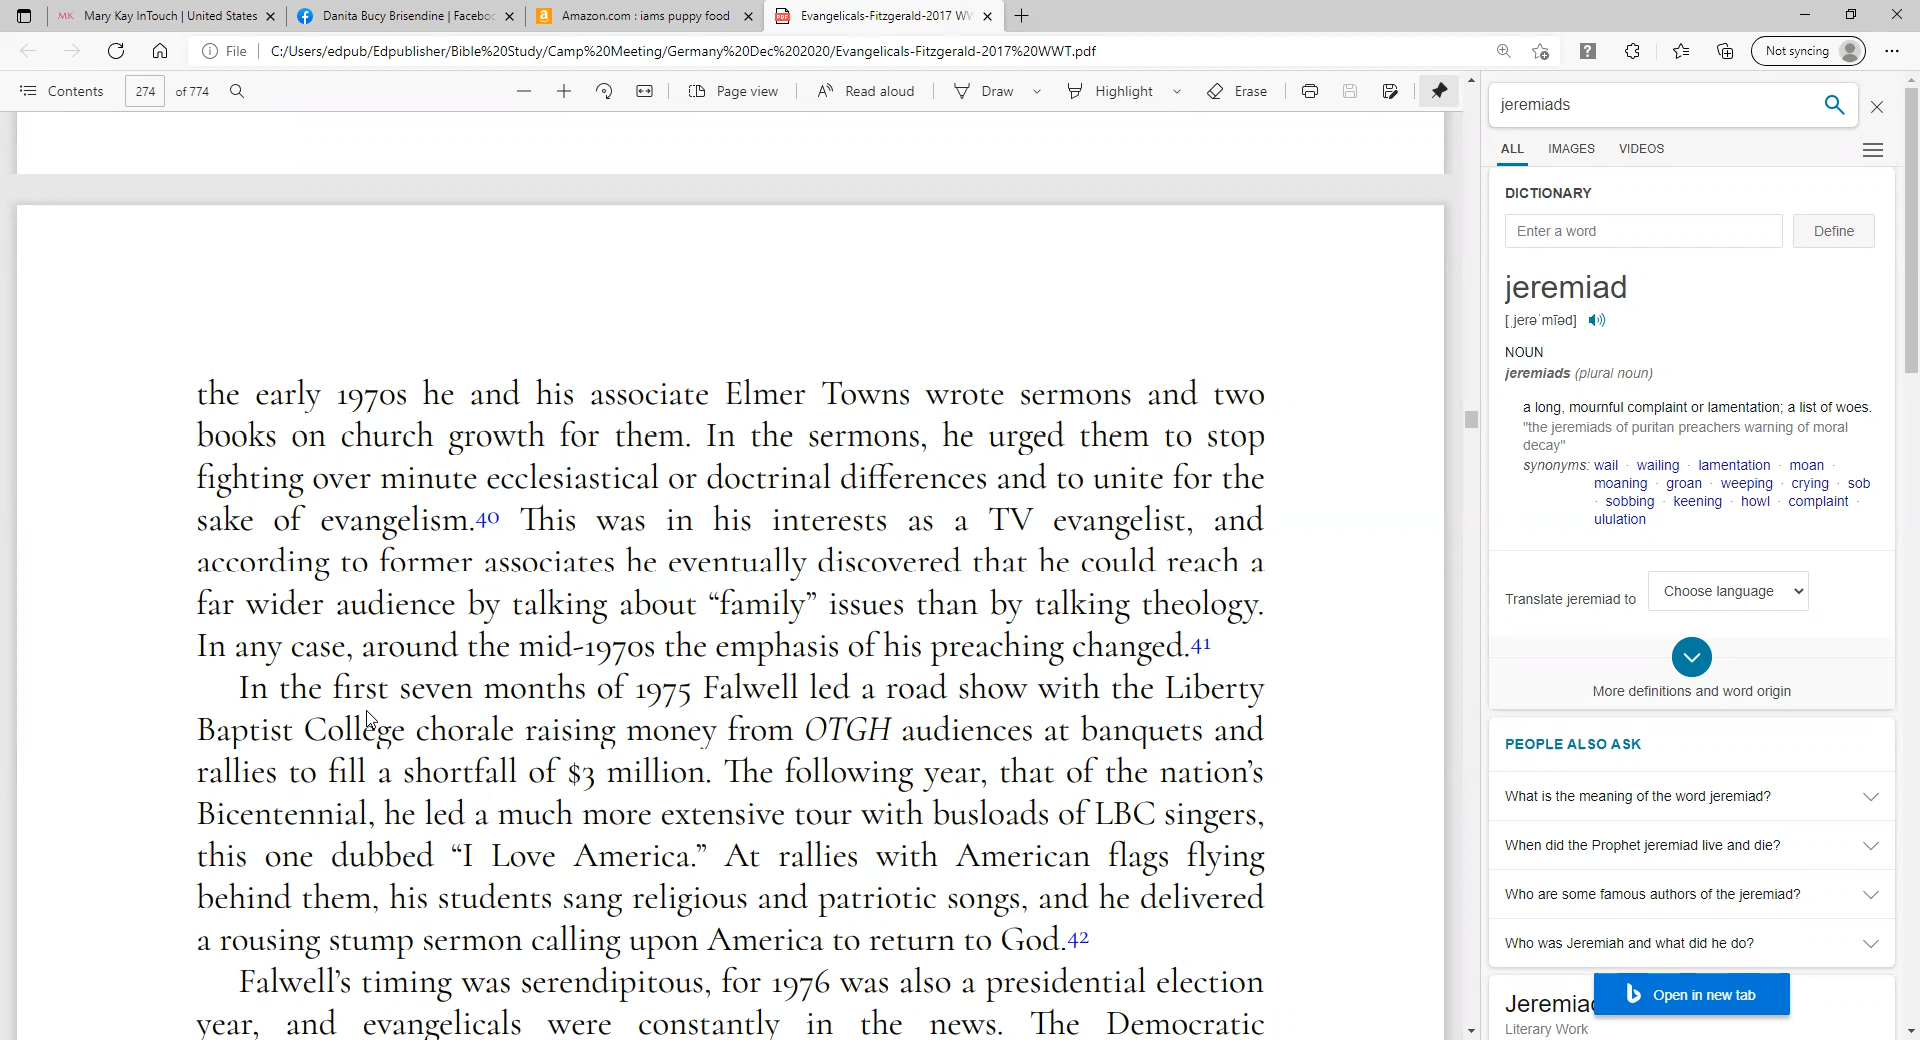 MK Mary Kay InTouch | United States
Danita Bucy Brisendine | Faceboo
a Amazon.com : iams puppy food
PDF Evangelicals-Fitzgerald-2017 WW
File C:/Users/edpub/Edpublisher/Bible%20Study/Camp%20Meeting/Germany%20Dec%202020/Evangelicals-Fitzgerald-2017%20WWT.pdf
Not syncing
Contents 274 of 774
Page view A Read aloud Draw Highlight Erase
the early 1970s he and his associate Elmer Towns wrote sermons and two
books on church growth for them. In the sermons, he urged them to stop
fighting over minute ecclesiastical or doctrinal differences and to unite for the
sake of evangelism.40 This was in his interests as a TV evangelist, and
according to former associates he eventually discovered that he could reach a
far wider audience by talking about “family” issues than by talking theology.
In any case, around the mid-1970s the emphasis of his preaching changed.41
In the first seven months of 1975 Falwell led a road show with the Liberty
Baptist College chorale raising money from OTGH audiences at banquets and
rallies to fill a shortfall of $3 million. The following year, that of the nation’s
Bicentennial, he led a much more extensive tour with busloads of LBC singers,
this one dubbed “I Love America.” At rallies with American flags flying
behind them, his students sang religious and patriotic songs, and he delivered
a rousing stump sermon calling upon America to return to God.42
Falwell’s timing was serendipitous, for 1976 was also a presidential election
year, and evangelicals were constantly in the news. The Democratic
jeremiads
ALL IMAGES VIDEOS
DICTIONARY
Enter a word Define
jeremiad
[ˌjerəˈmīəd]
NOUN
jeremiads (plural noun)
a long, mournful complaint or lamentation; a list of woes.
"the jeremiads of puritan preachers warning of moral
decay"
synonyms: wail · wailing · lamentation · moan ·
moaning · groan · weeping · crying · sob
· sobbing · keening · howl · complaint ·
ululation
Translate jeremiad to Choose language
More definitions and word origin
PEOPLE ALSO ASK
What is the meaning of the word jeremiad?
When did the Prophet jeremiad live and die?
Who are some famous authors of the jeremiad?
Who was Jeremiah and what did he do?
Jeremiad
Open in new tab
Literary Work